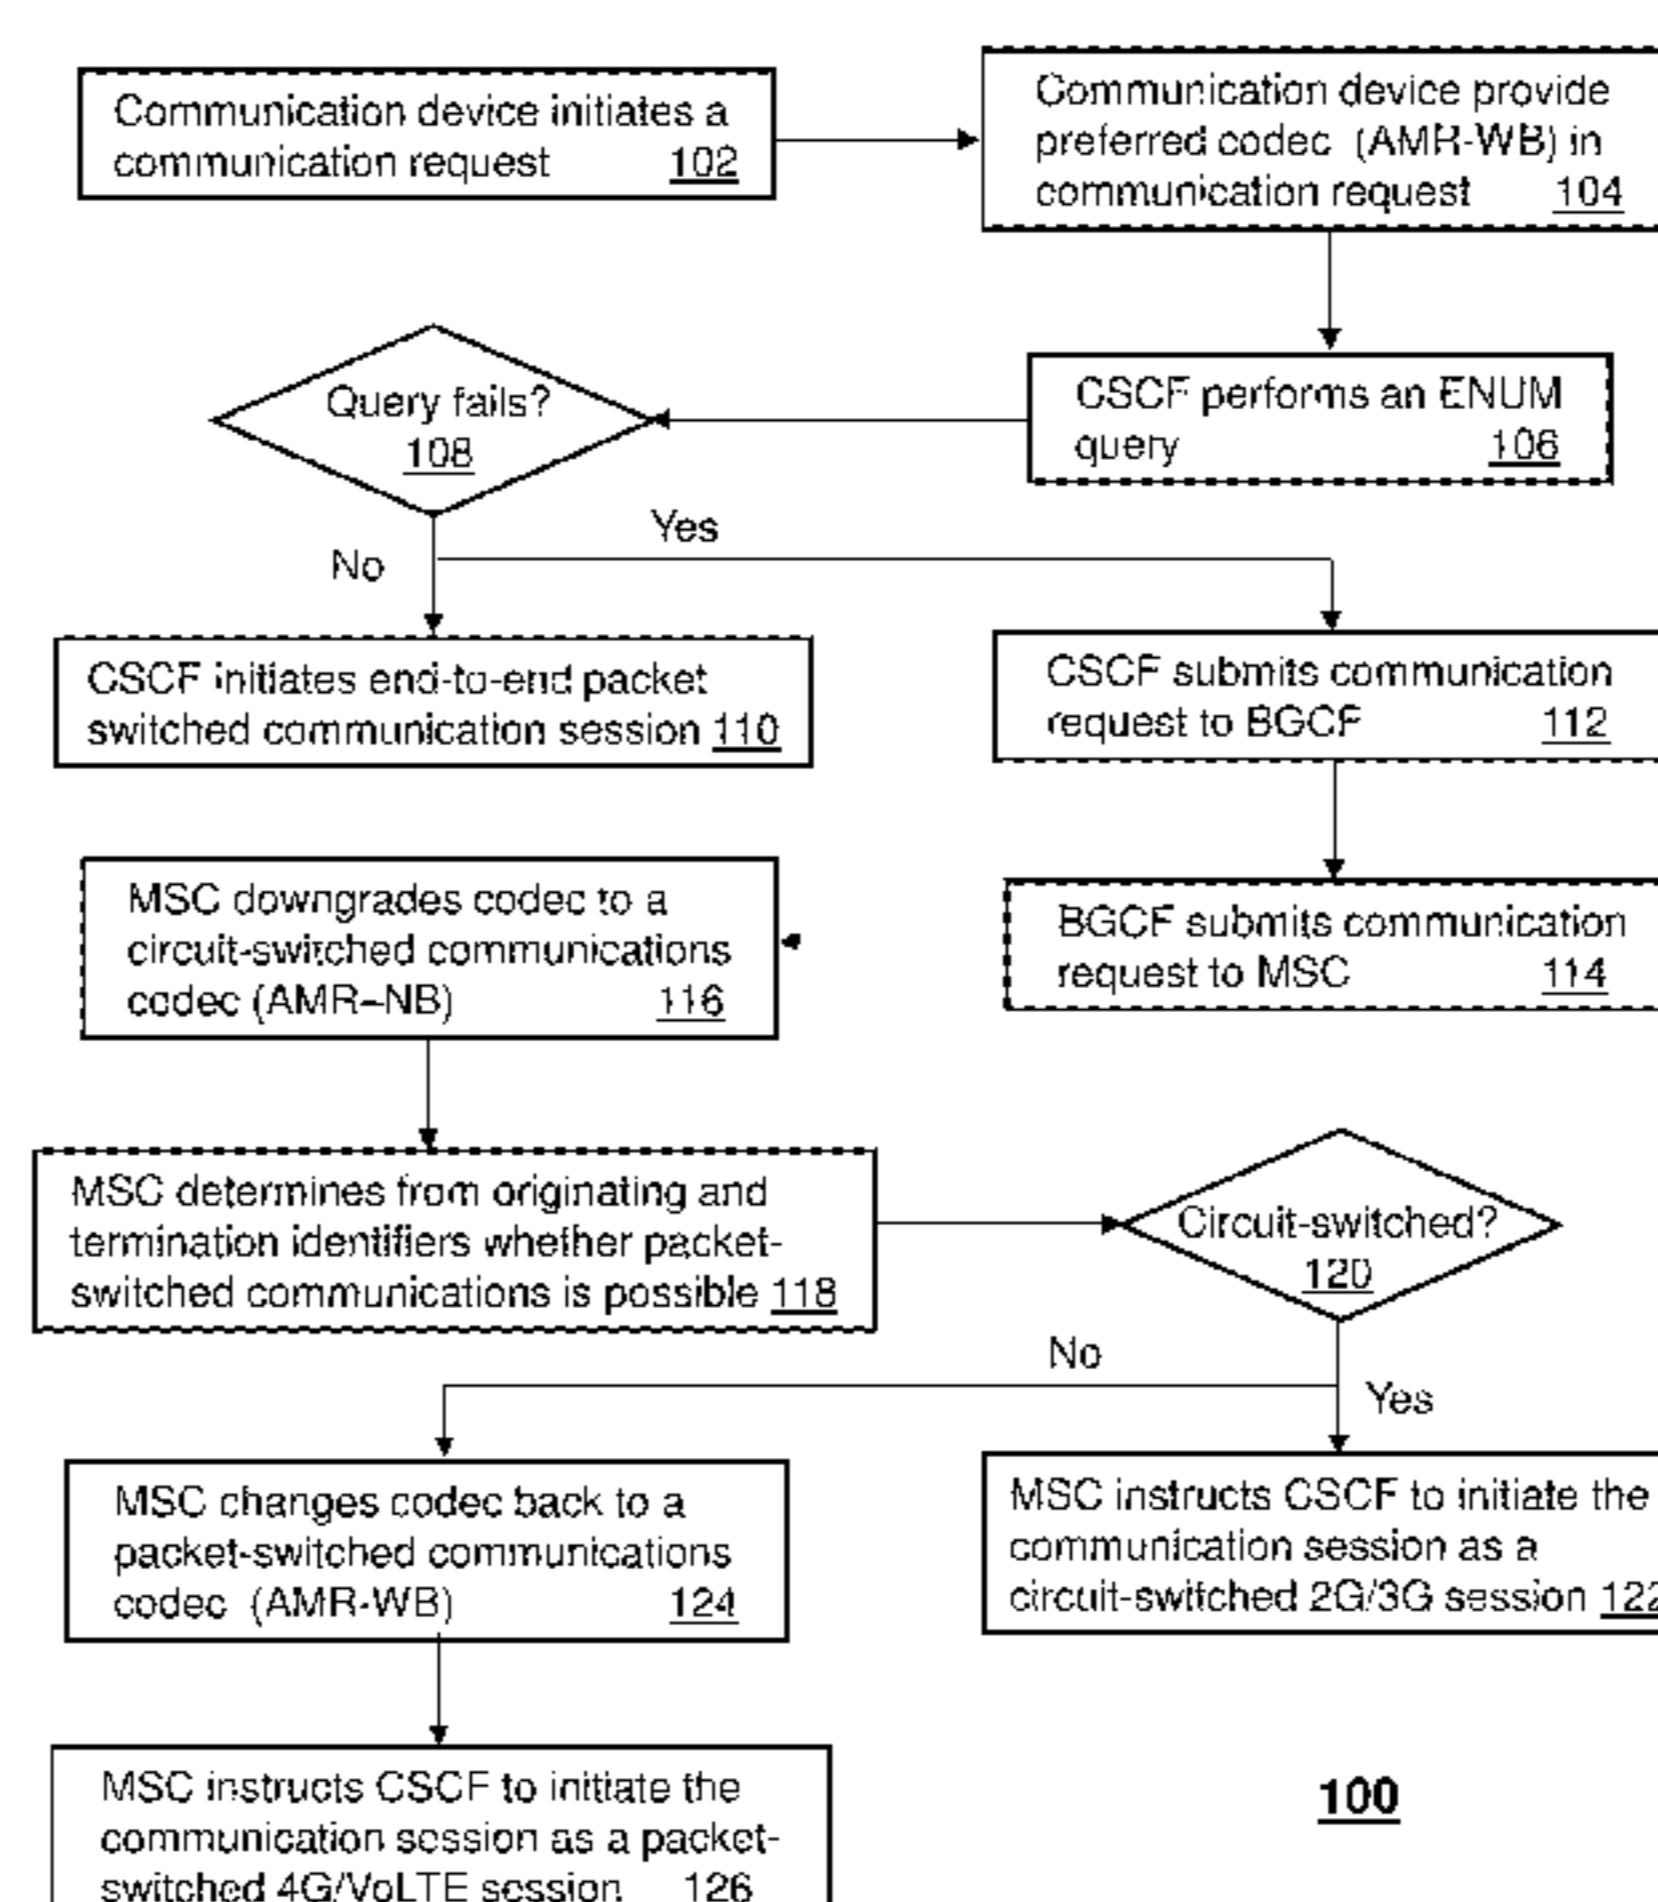 Communication device initiates a
communication request 102
Communication device provide
preferred codec (AMR-WB) in
communication request 104
CSCF performs an ENUM
query 106
Query fails?
108
Yes
No
CSCF initiates end-to-end packet
switched communication session 110
CSCF submits communication
request to BGCF 112
BGCF submits communication
request to MSC 114
MSC downgrades codec to a
circuit-switched communications
codec (AMR–NB) 116
MSC determines from originating and
termination identifiers whether packet-
switched communications is possible 118
Circuit-switched?
120
No
Yes
MSC instructs CSCF to initiate the
communication session as a
circuit-switched 2G/3G session 122
MSC changes codec back to a
packet-switched communications
codec (AMR-WB) 124
MSC instructs CSCF to initiate the
communication session as a packet-
switched 4G/VoLTE session 126
100